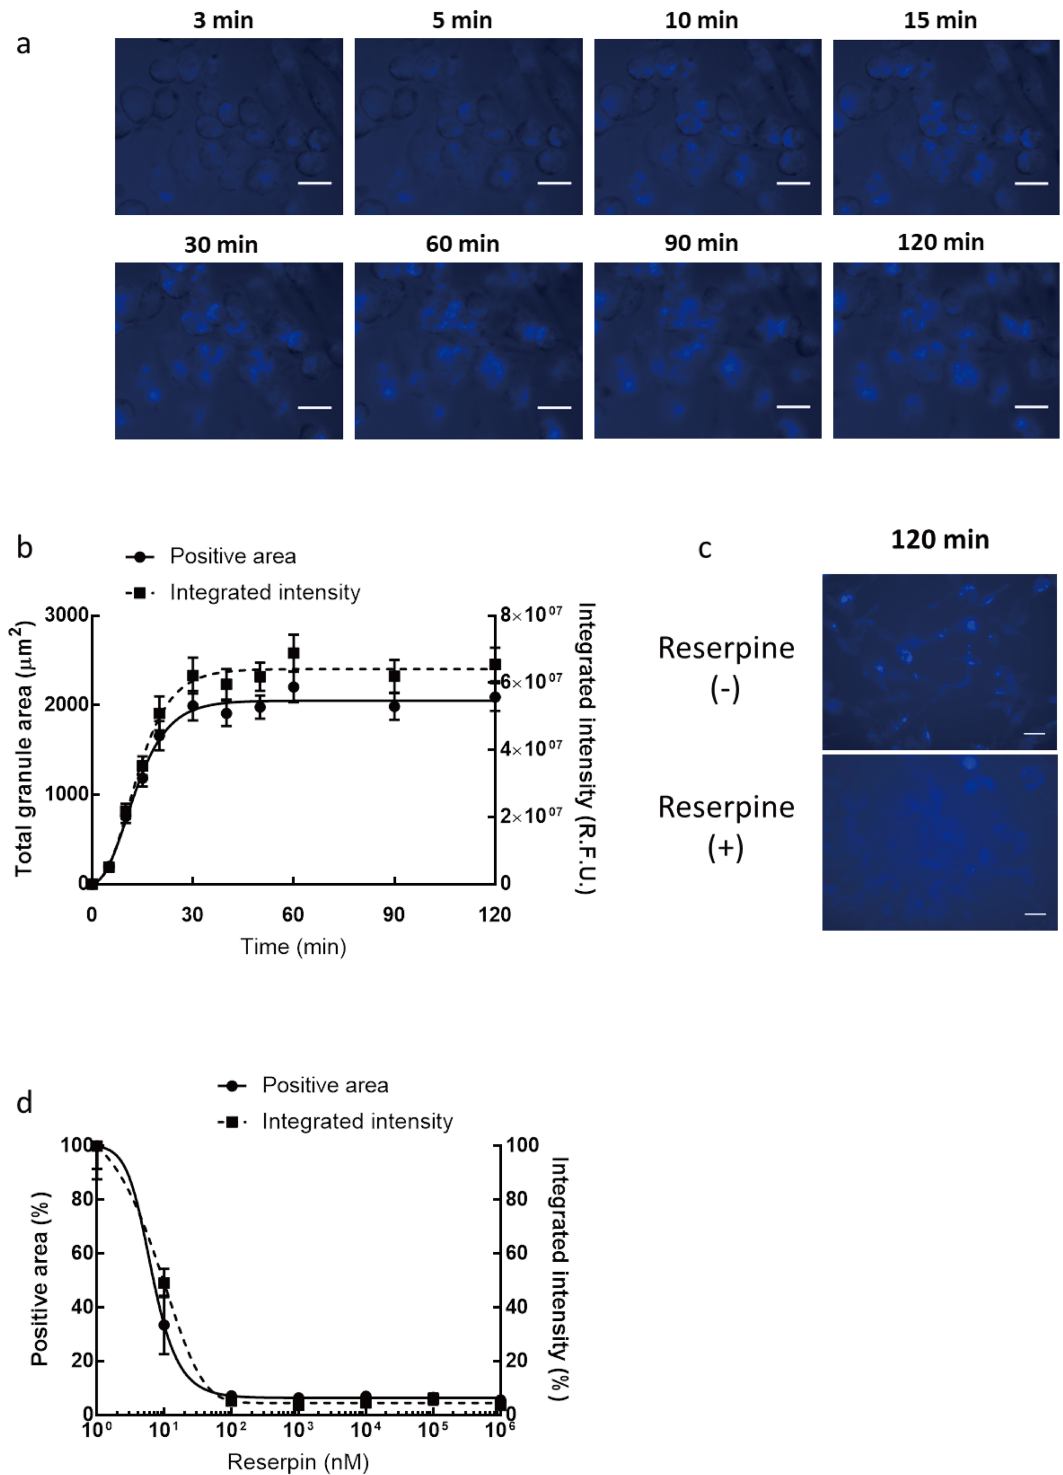 a
3 min 5 min 10 min 15 min
30 min 60 min 90 min 120 min
b
Positive area
Integrated intensity
Total granule area (μm²)
3000
2000
1000
0
8×10⁰⁷
6×10⁰⁷
4×10⁰⁷
2×10⁰⁷
0
Integrated intensity (R.F.U.)
0 30 60 90 120
Time (min)
c
120 min
Reserpine
(-)
Reserpine
(+)
d
Positive area
Integrated intensity
Positive area (%)
100
80
60
40
20
0
100
80
60
40
20
0
Integrated intensity (%)
10⁰ 10¹ 10² 10³ 10⁴ 10⁵ 10⁶
Reserpin (nM)